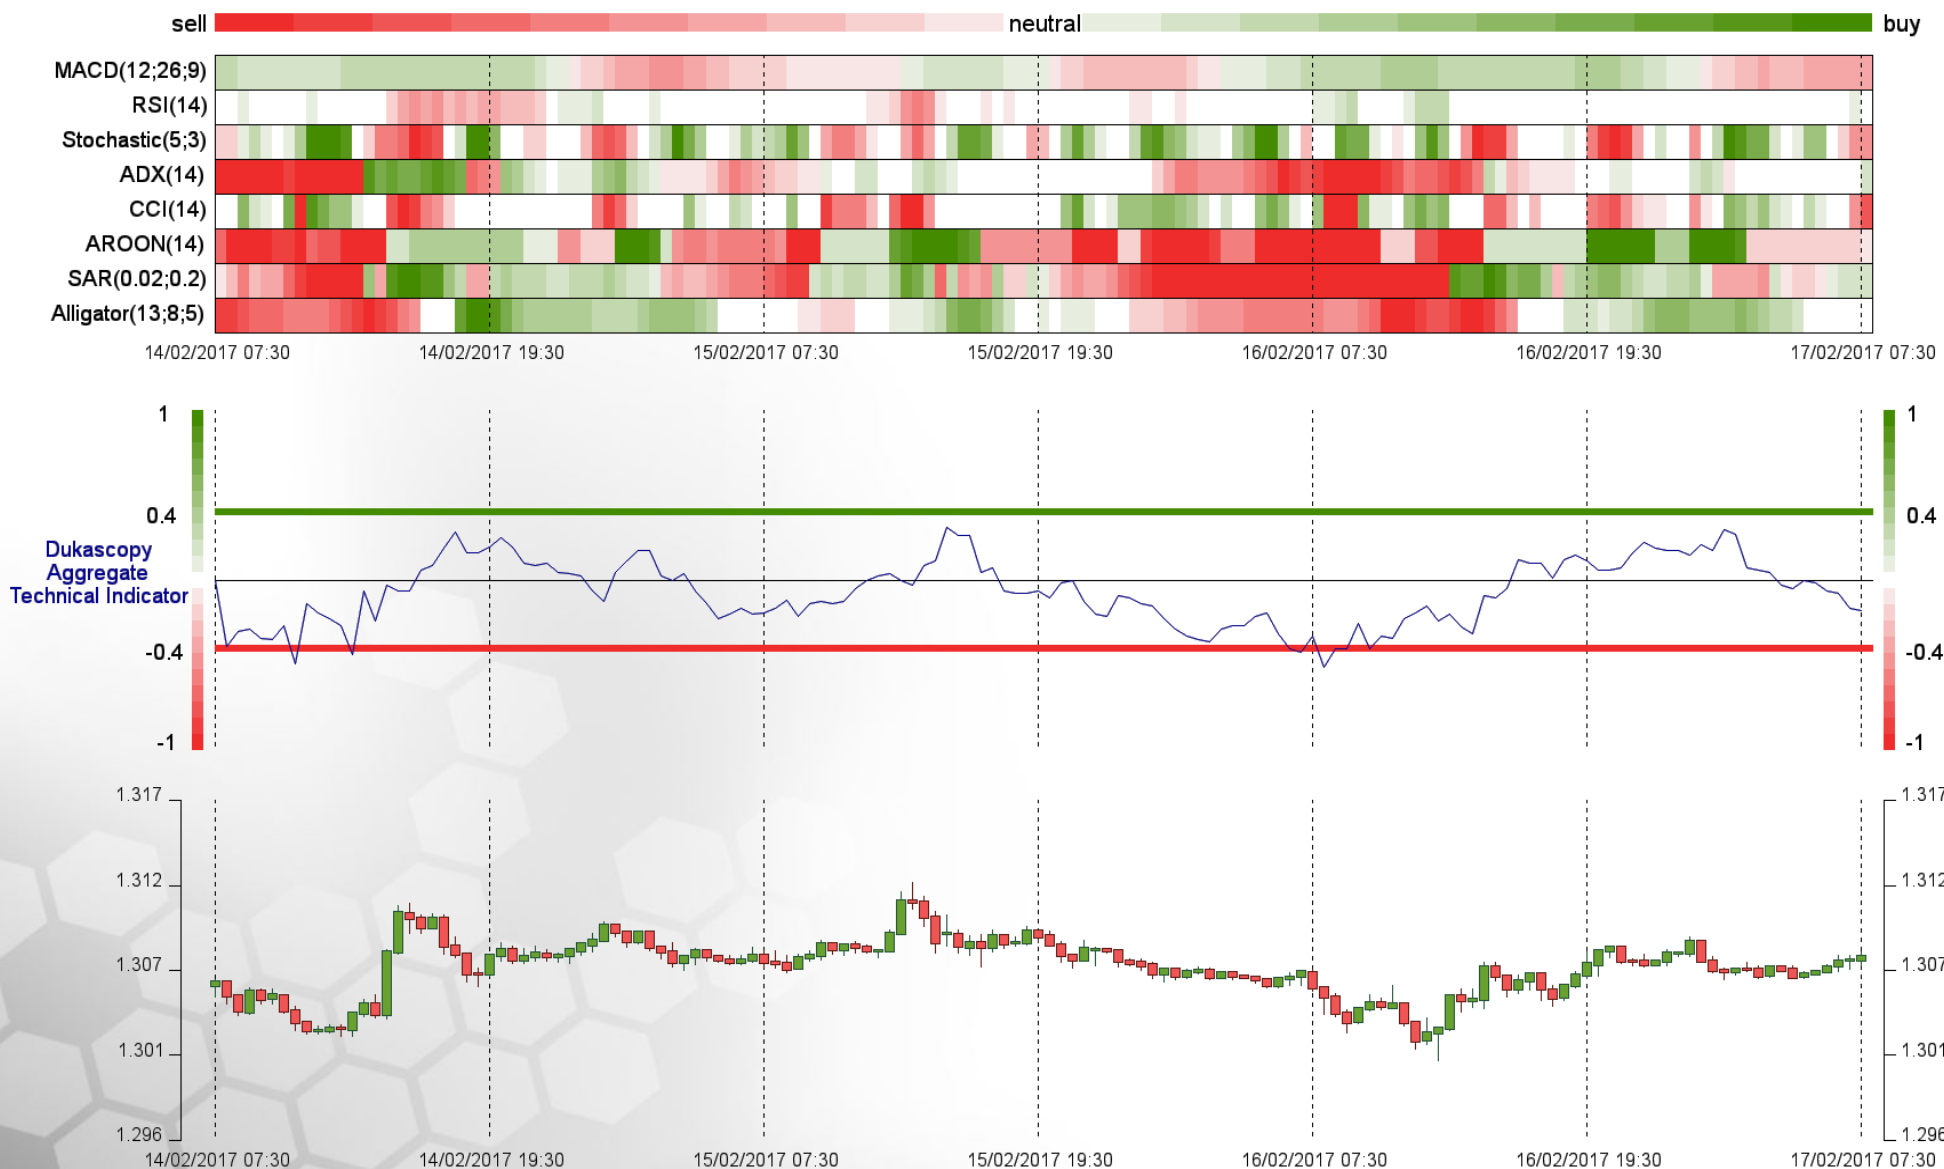 sell neutral buy
MACD(12;26;9)
RSI(14)
Stochastic(5;3)
ADX(14)
CCI(14)
AROON(14)
SAR(0.02;0.2)
Alligator(13;8;5)
14/02/2017 07:30 14/02/2017 19:30 15/02/2017 07:30 15/02/2017 19:30 16/02/2017 07:30 16/02/2017 19:30 17/02/2017 07:30
1 1
0.4 0.4
Dukascopy
Aggregate
Technical Indicator
-0.4 -0.4
-1 -1
1.317 1.317
1.312 1.312
1.307 1.307
1.301 1.301
1.296 1.296
14/02/2017 07:30 14/02/2017 19:30 15/02/2017 07:30 15/02/2017 19:30 16/02/2017 07:30 16/02/2017 19:30 17/02/2017 07:30